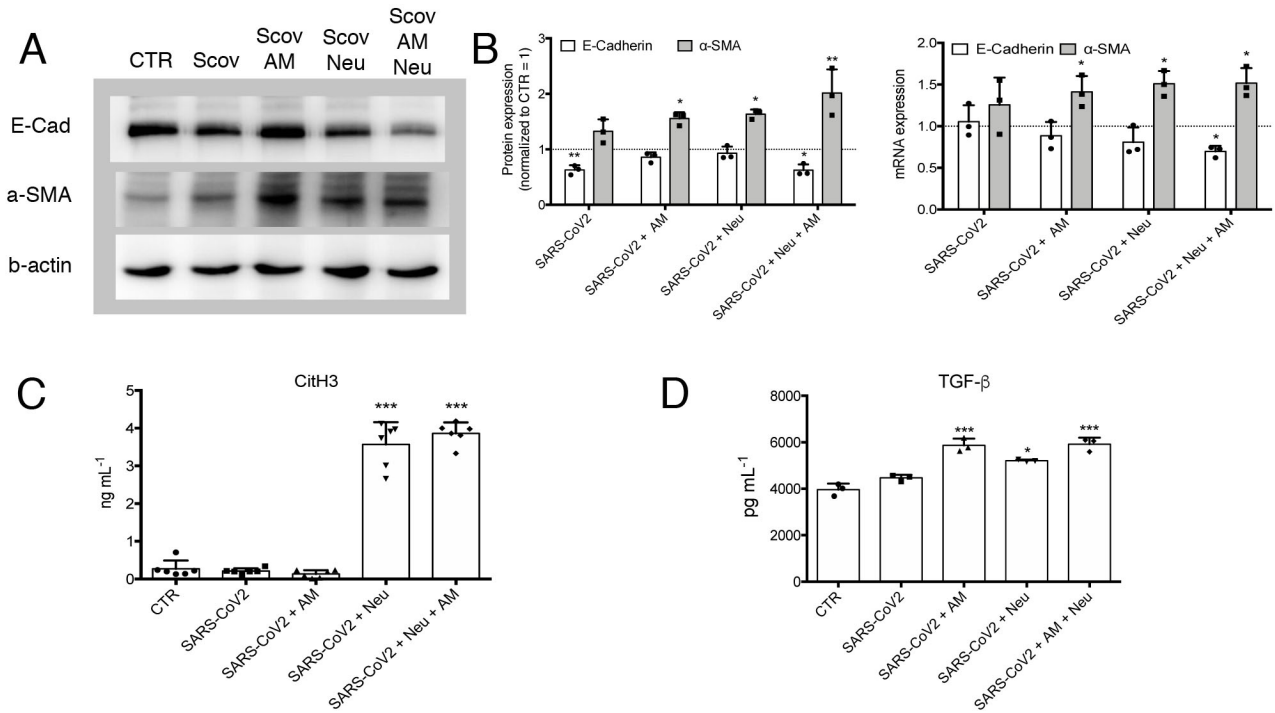 A
CTR
Scov
Scov
AM
Scov
Neu
Scov
AM
Neu
E-Cad
a-SMA
b-actin
B
Protein expression
(normalized to CTR = 1)
3
2
1
0
E-Cadherin
α-SMA
**
*
*
*
**
SARS-CoV2
SARS-CoV2 + AM
SARS-CoV2 + Neu
SARS-CoV2 + Neu + AM
mRNA expression
2.0
1.5
1.0
0.5
0.0
E-Cadherin
α-SMA
*
*
*
*
SARS-CoV2
SARS-CoV2 + AM
SARS-CoV2 + Neu
SARS-CoV2 + Neu + AM
C
CitH3
ng mL-1
5
4
3
2
1
0
***
***
CTR
SARS-CoV2
SARS-CoV2 + AM
SARS-CoV2 + Neu
SARS-CoV2 + Neu + AM
D
TGF-β
pg mL-1
8000
6000
4000
2000
0
***
*
***
CTR
SARS-CoV2
SARS-CoV2 + AM
SARS-CoV2 + Neu
SARS-CoV2 + AM + Neu